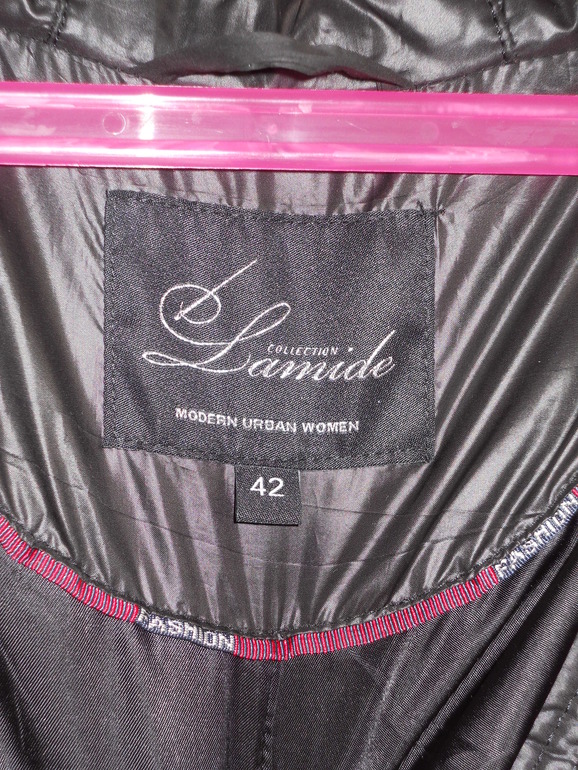 COLLECTION
Lamide
MODERN URBAN WOMEN
42
FASHION
FASHION